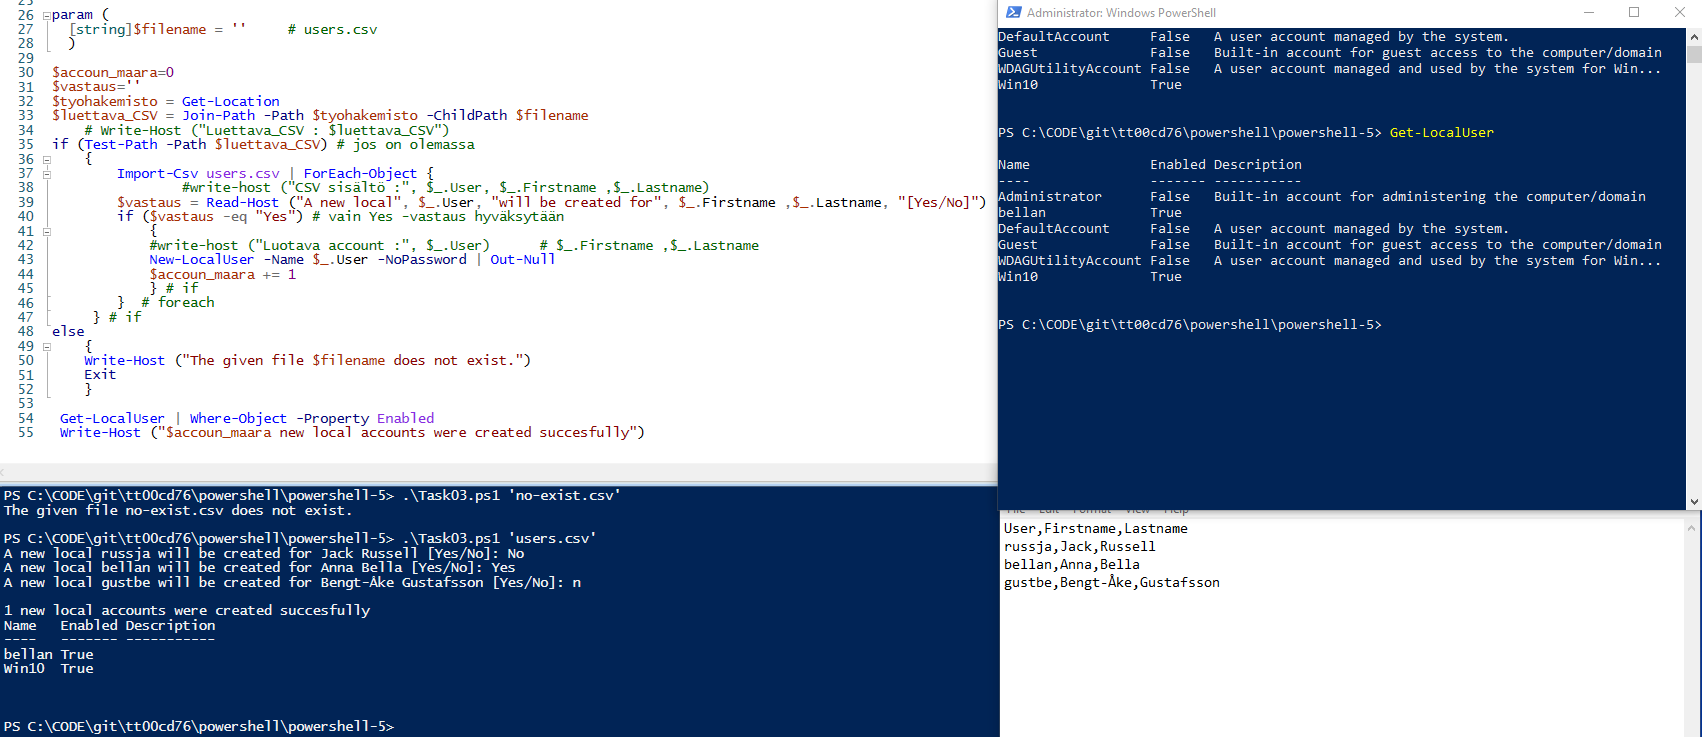 25
26 param (
27 [string]$filename = '' # users.csv
28 )
29
30 $accoun_maara=0
31 $vastaus=''
32 $tyohakemisto = Get-Location
33 $luettava_CSV = Join-Path -Path $tyohakemisto -ChildPath $filename
34 # Write-Host ("Luettava_CSV : $luettava_CSV")
35 if (Test-Path -Path $luettava_CSV) # jos on olemassa
36 {
37 Import-Csv users.csv | ForEach-Object {
38 #write-host ("CSV sisältö :", $_.User, $_.Firstname ,$_.Lastname)
39 $vastaus = Read-Host ("A new local", $_.User, "will be created for", $_.Firstname ,$_.Lastname, "[Yes/No]")
40 if ($vastaus -eq "Yes") # vain Yes -vastaus hyväksytään
41 {
42 #write-host ("Luotava account :", $_.User) # $_.Firstname ,$_.Lastname
43 New-LocalUser -Name $_.User -NoPassword | Out-Null
44 $accoun_maara += 1
45 } # if
46 } # foreach
47 } # if
48 else
49 {
50 Write-Host ("The given file $filename does not exist.")
51 Exit
52 }
53
54 Get-LocalUser | Where-Object -Property Enabled
55 Write-Host ("$accoun_maara new local accounts were created succesfully")
PS C:\CODE\git\tt00cd76\powershell\powershell-5> .\Task03.ps1 'no-exist.csv'
The given file no-exist.csv does not exist.
PS C:\CODE\git\tt00cd76\powershell\powershell-5> .\Task03.ps1 'users.csv'
A new local russja will be created for Jack Russell [Yes/No]: No
A new local bellan will be created for Anna Bella [Yes/No]: Yes
A new local gustbe will be created for Bengt-Åke Gustafsson [Yes/No]: n
1 new local accounts were created succesfully
Name Enabled Description
---- ------- -----------
bellan True
Win10 True
PS C:\CODE\git\tt00cd76\powershell\powershell-5>
Administrator: Windows PowerShell
DefaultAccount False A user account managed by the system.
Guest False Built-in account for guest access to the computer/domain
WDAGUtilityAccount False A user account managed and used by the system for Win...
Win10 True
PS C:\CODE\git\tt00cd76\powershell\powershell-5> Get-LocalUser
Name Enabled Description
---- ------- -----------
Administrator False Built-in account for administering the computer/domain
bellan True
DefaultAccount False A user account managed by the system.
Guest False Built-in account for guest access to the computer/domain
WDAGUtilityAccount False A user account managed and used by the system for Win...
Win10 True
PS C:\CODE\git\tt00cd76\powershell\powershell-5>
File Edit Format View Help
User,Firstname,Lastname
russja,Jack,Russell
bellan,Anna,Bella
gustbe,Bengt-Åke,Gustafsson